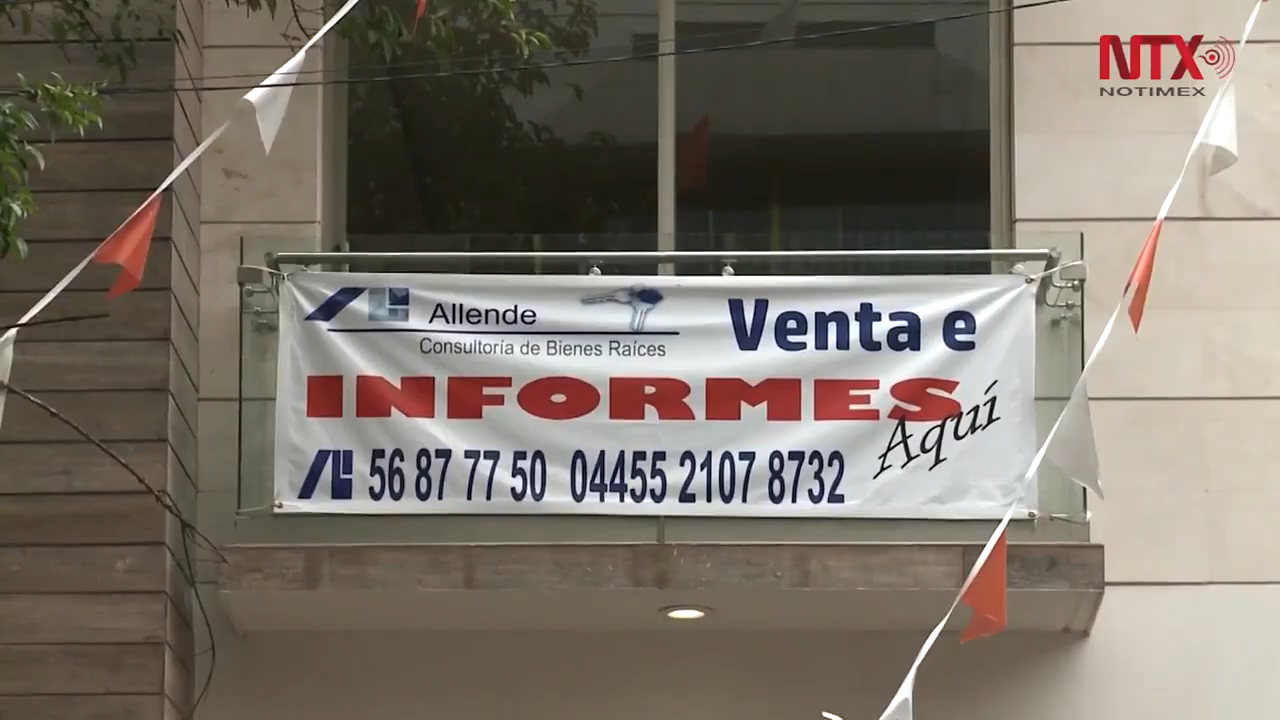 NTX
NOTIMEX
Allende
Consultoría de Bienes Raíces
Venta e
INFORMES
Aquí
56 87 77 50 04455 2107 8732